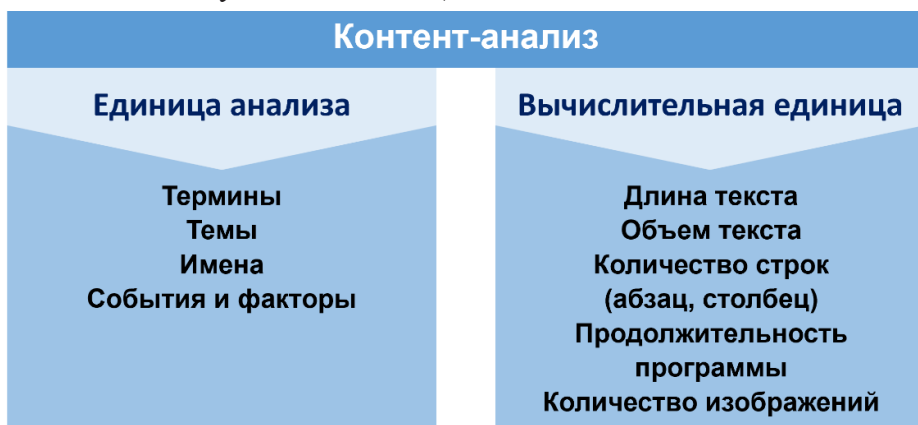 Контент-анализ
Единица анализа
Термины
Темы
Имена
События и факторы
Вычислительная единица
Длина текста
Объем текста
Количество строк
(абзац, столбец)
Продолжительность
программы
Количество изображений